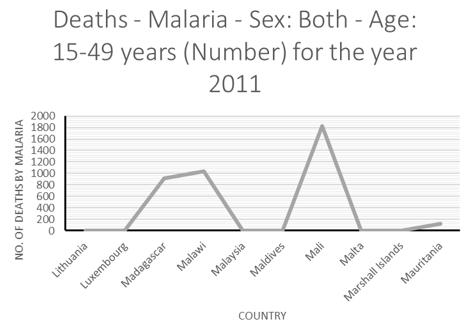 Deaths - Malaria - Sex: Both - Age:
15-49 years (Number) for the year
2011
NO. OF DEATHS BY MALARIA
2000
1800
1600
1400
1200
1000
800
600
400
200
0
Lithuania
Luxembourg
Madagascar
Malawi
Malaysia
Maldives
Mali
Malta
Marshall Islands
Mauritania
COUNTRY